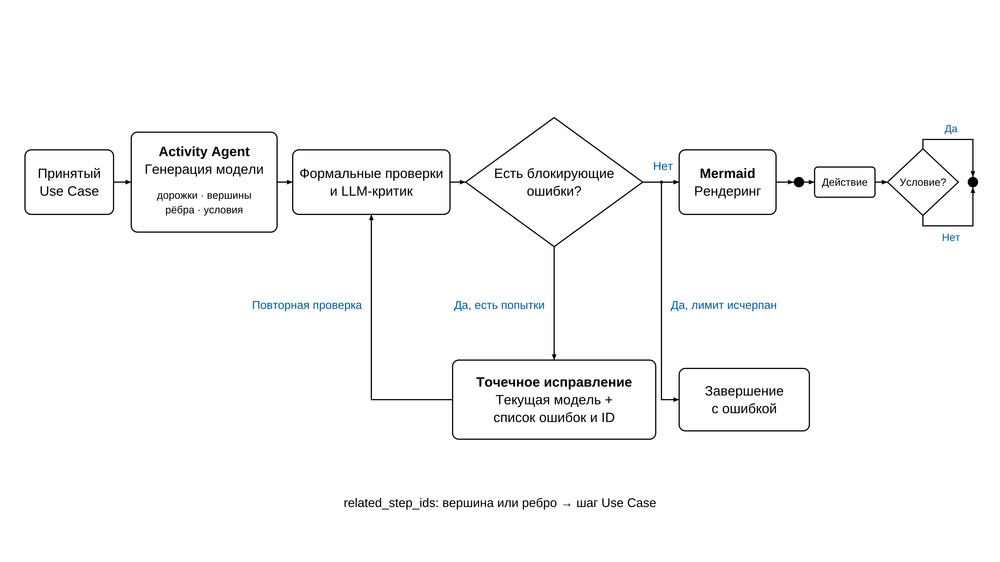 Принятый
Use Case
Activity Agent
Генерация модели
дорожки · вершины
рёбра · условия
Формальные проверки
и LLM-критик
Есть блокирующие
ошибки?
Нет
Mermaid
Рендеринг
Действие
Условие?
Да
Нет
Повторная проверка
Да, есть попытки
Да, лимит исчерпан
Точечное исправление
Текущая модель +
список ошибок и ID
Завершение
с ошибкой
related_step_ids: вершина или ребро → шаг Use Case